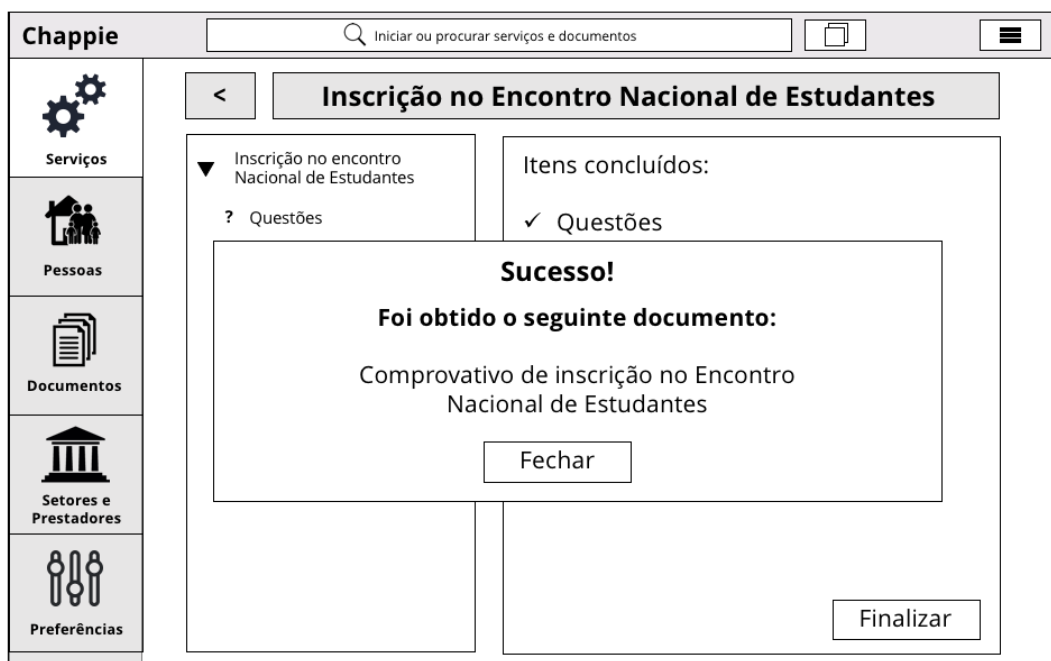 Chappie
Iniciar ou procurar serviços e documentos
Serviços
Pessoas
Documentos
Setores e
Prestadores
Preferências
<
Inscrição no Encontro Nacional de Estudantes
Inscrição no encontro
Nacional de Estudantes
? Questões
Itens concluídos:
✓ Questões
Sucesso!
Foi obtido o seguinte documento:
Comprovativo de inscrição no Encontro
Nacional de Estudantes
Fechar
Finalizar